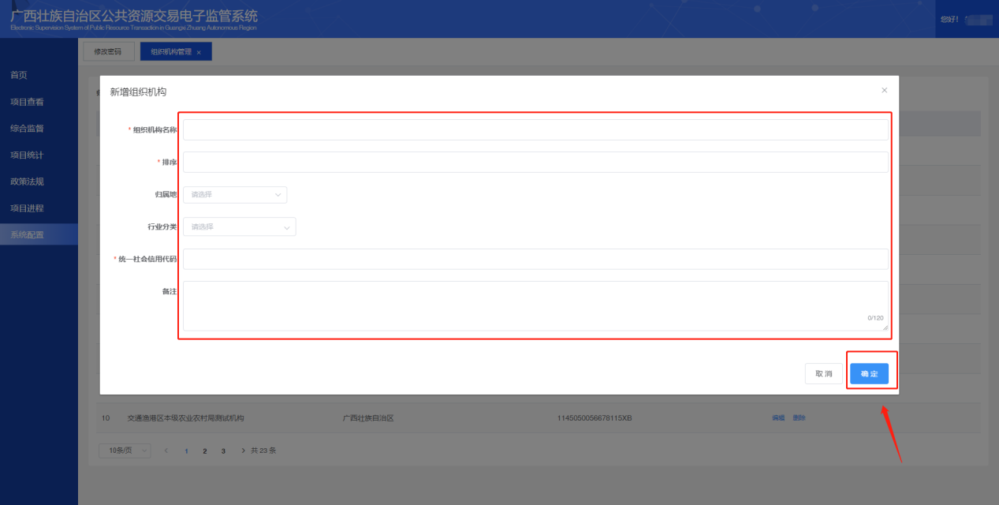 广西壮族自治区公共资源交易电子监管系统
Electronic Supervision System of Public Resource Transaction in Guangxi Zhuang Autonomous Region
您好！
修改密码
组织机构管理 ×
首页
项目查看
综合监督
项目统计
政策法规
项目进程
系统配置
新增组织机构 ×
* 组织机构名称
* 排序
归属地 请选择
行业分类 请选择
* 统一社会信用代码
备注
0/120
取 消 确 定
10 交通渔港区本级农业农村局测试机构 广西壮族自治区 1145050056678115XB 编辑 删除
10条/页 < 1 2 3 > 共 23 条